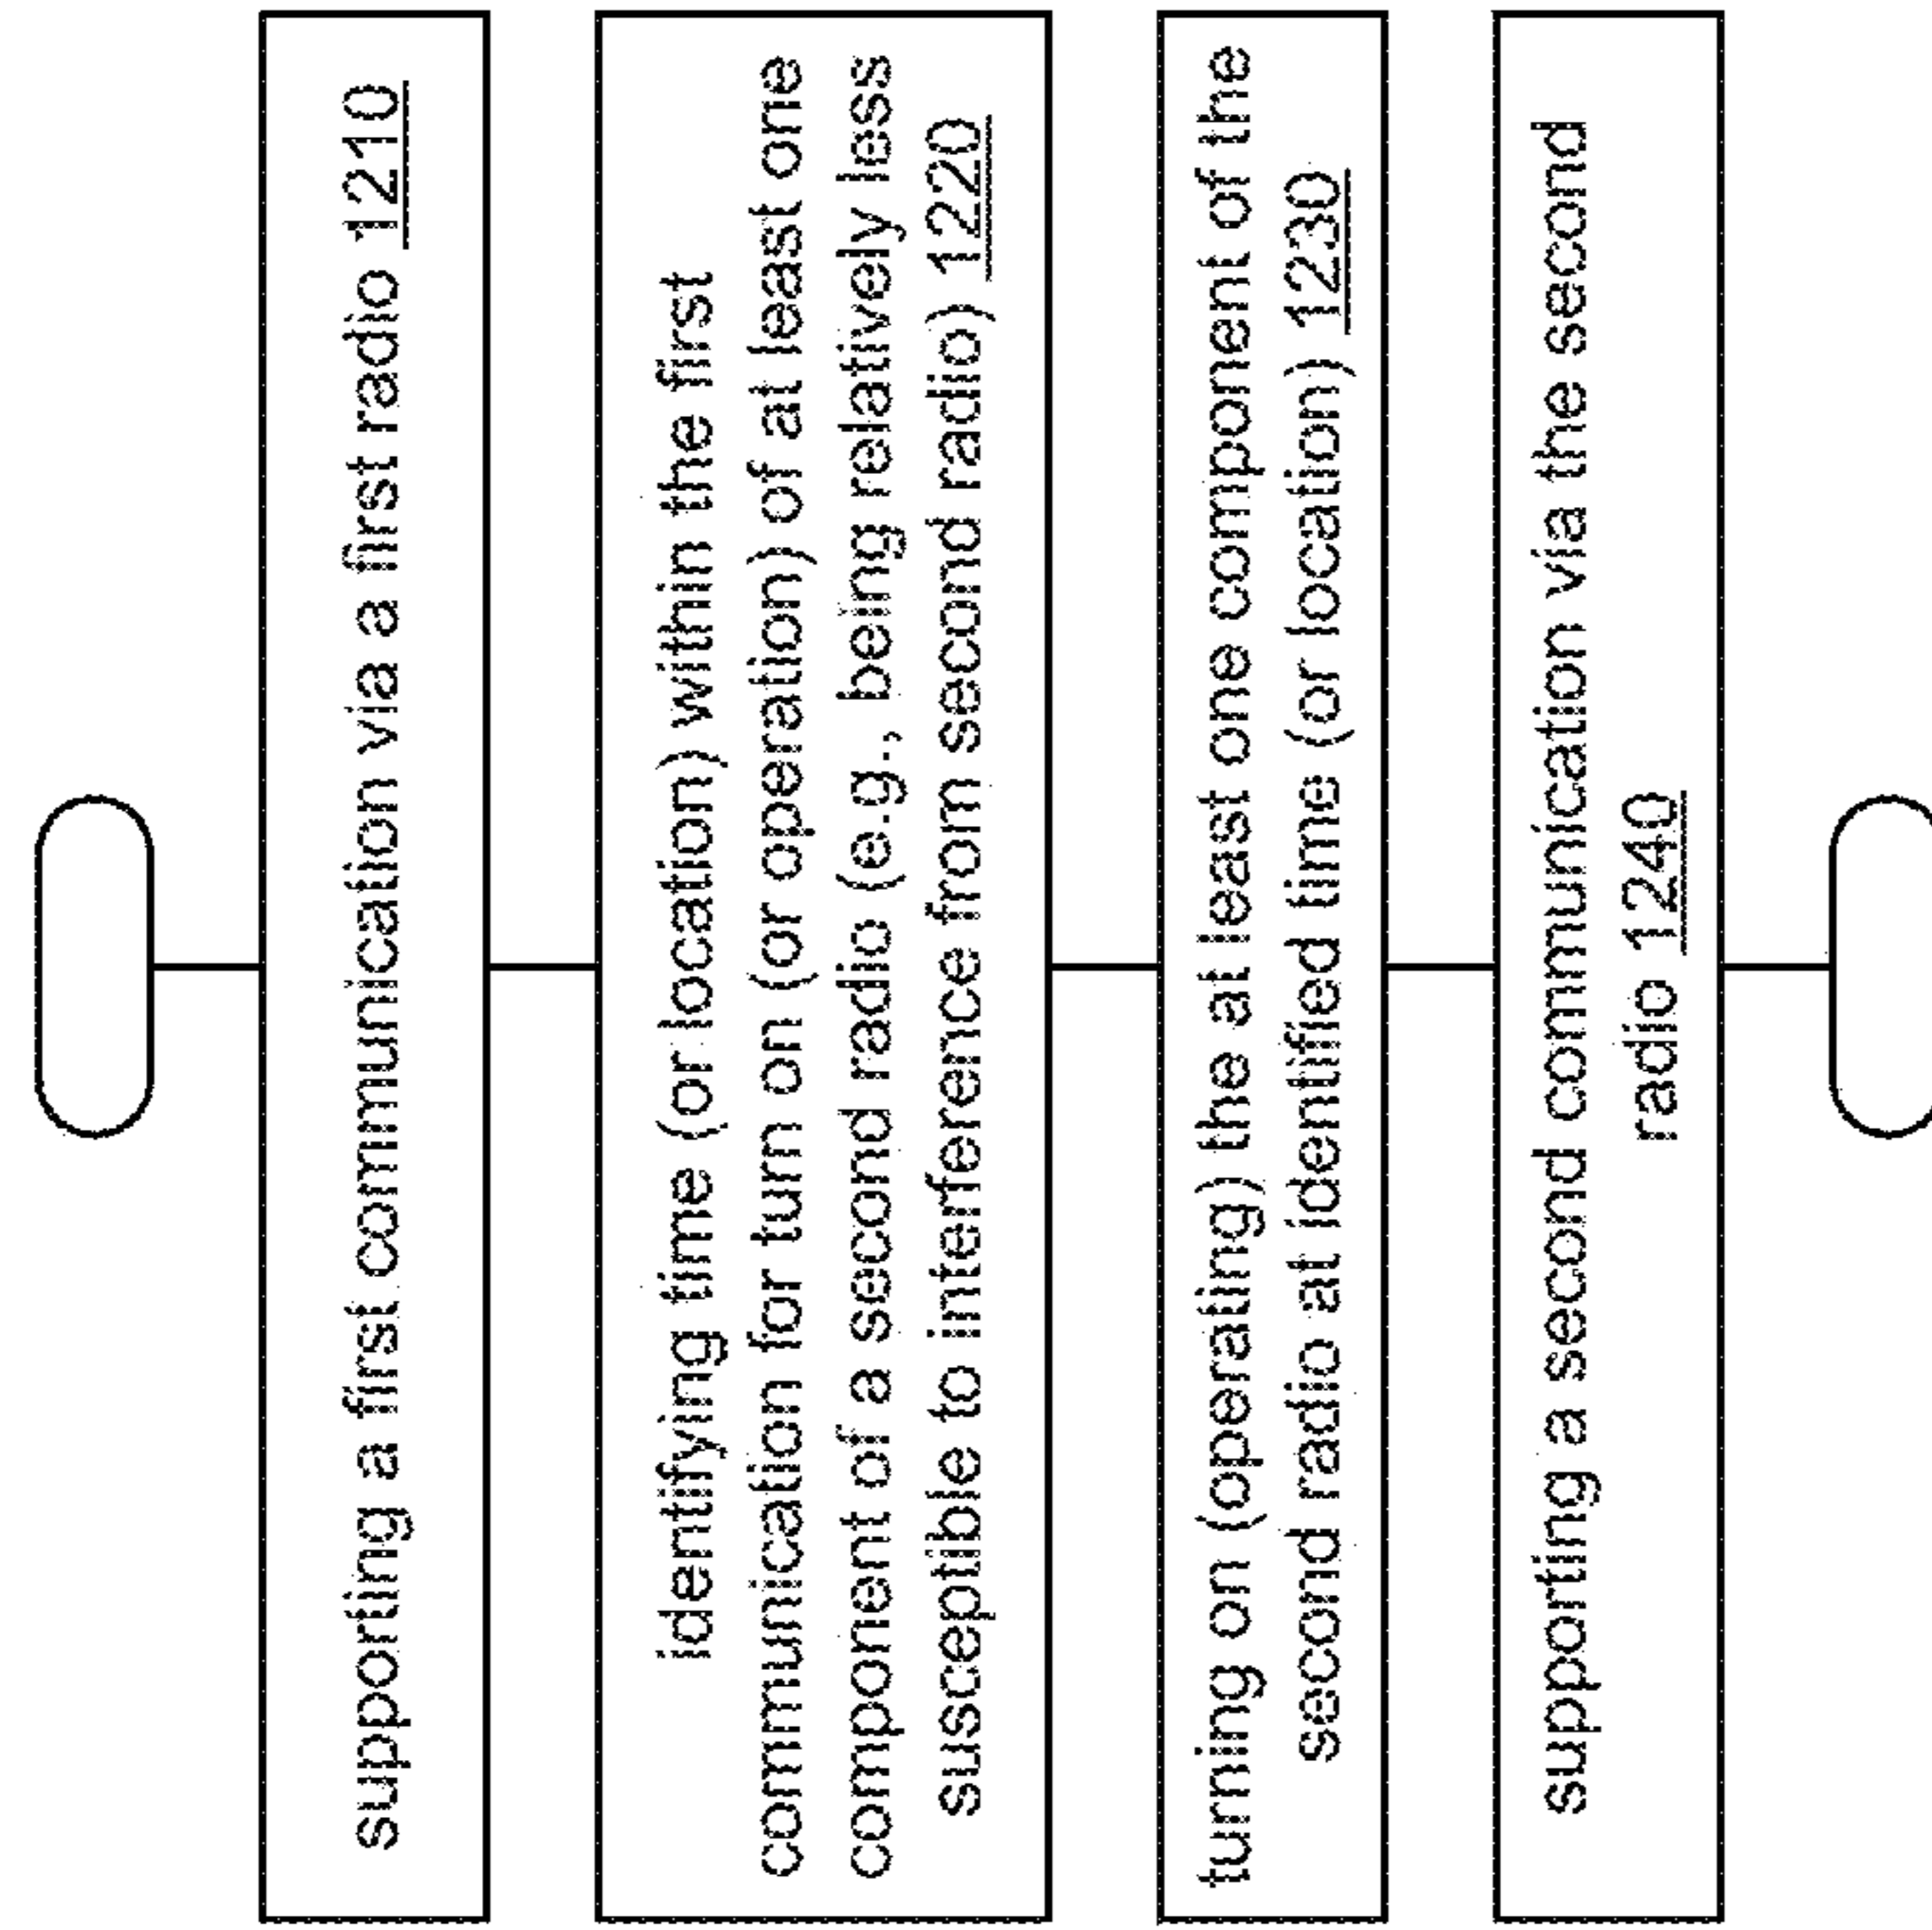 supporting a first communication via a first radio 1210
identifying time (or location) within the first
communication for turn on (or operation) of at least one
component of a second radio (e.g., being relatively less
susceptible to interference from second radio) 1220
turning on (operating) the at least one component of the
second radio at identified time (or location) 1230
supporting a second communication via the second
radio 1240